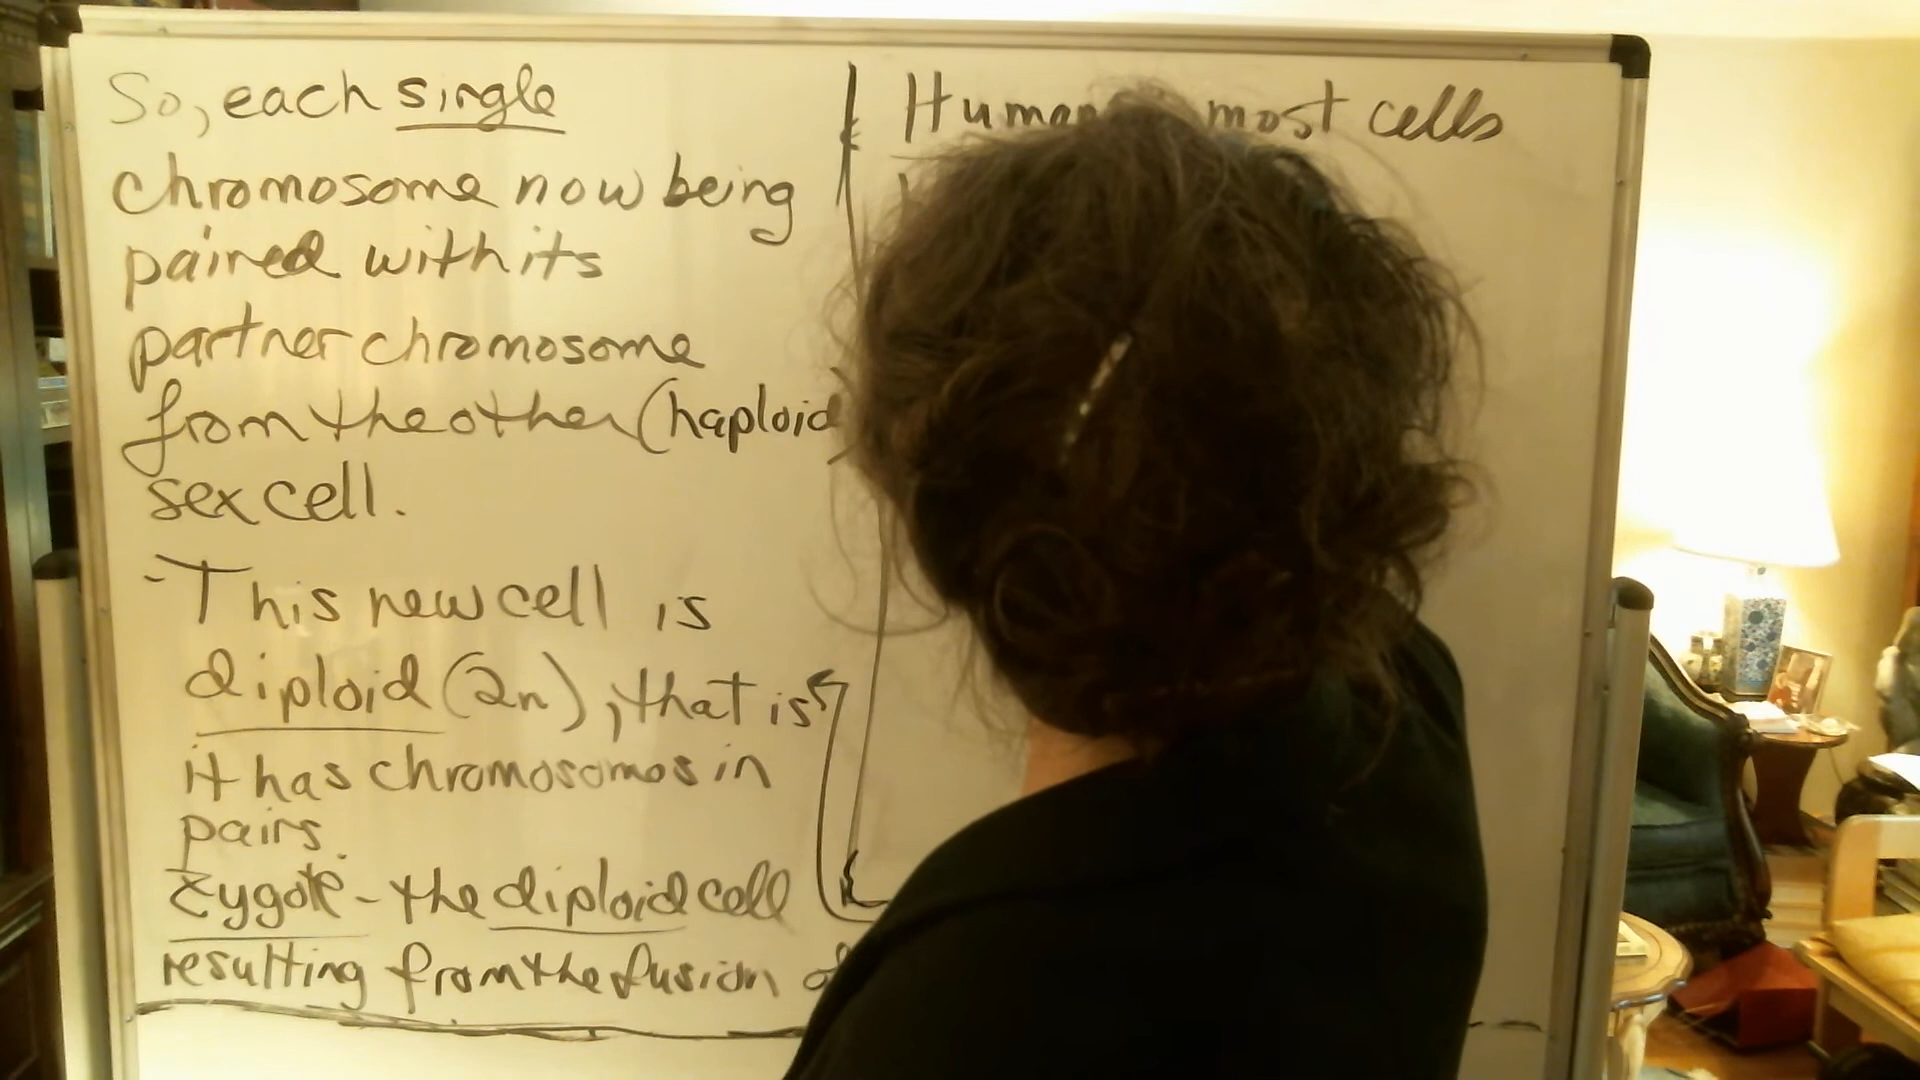 So, each single
chromosome now being
paired with its
partner chromosome
from the other (haploid)
sex cell.
-This new cell is
diploid (2n), that is
it has chromosomes in
pairs.
Zygote - the diploid cell
resulting from the fusion
most cells